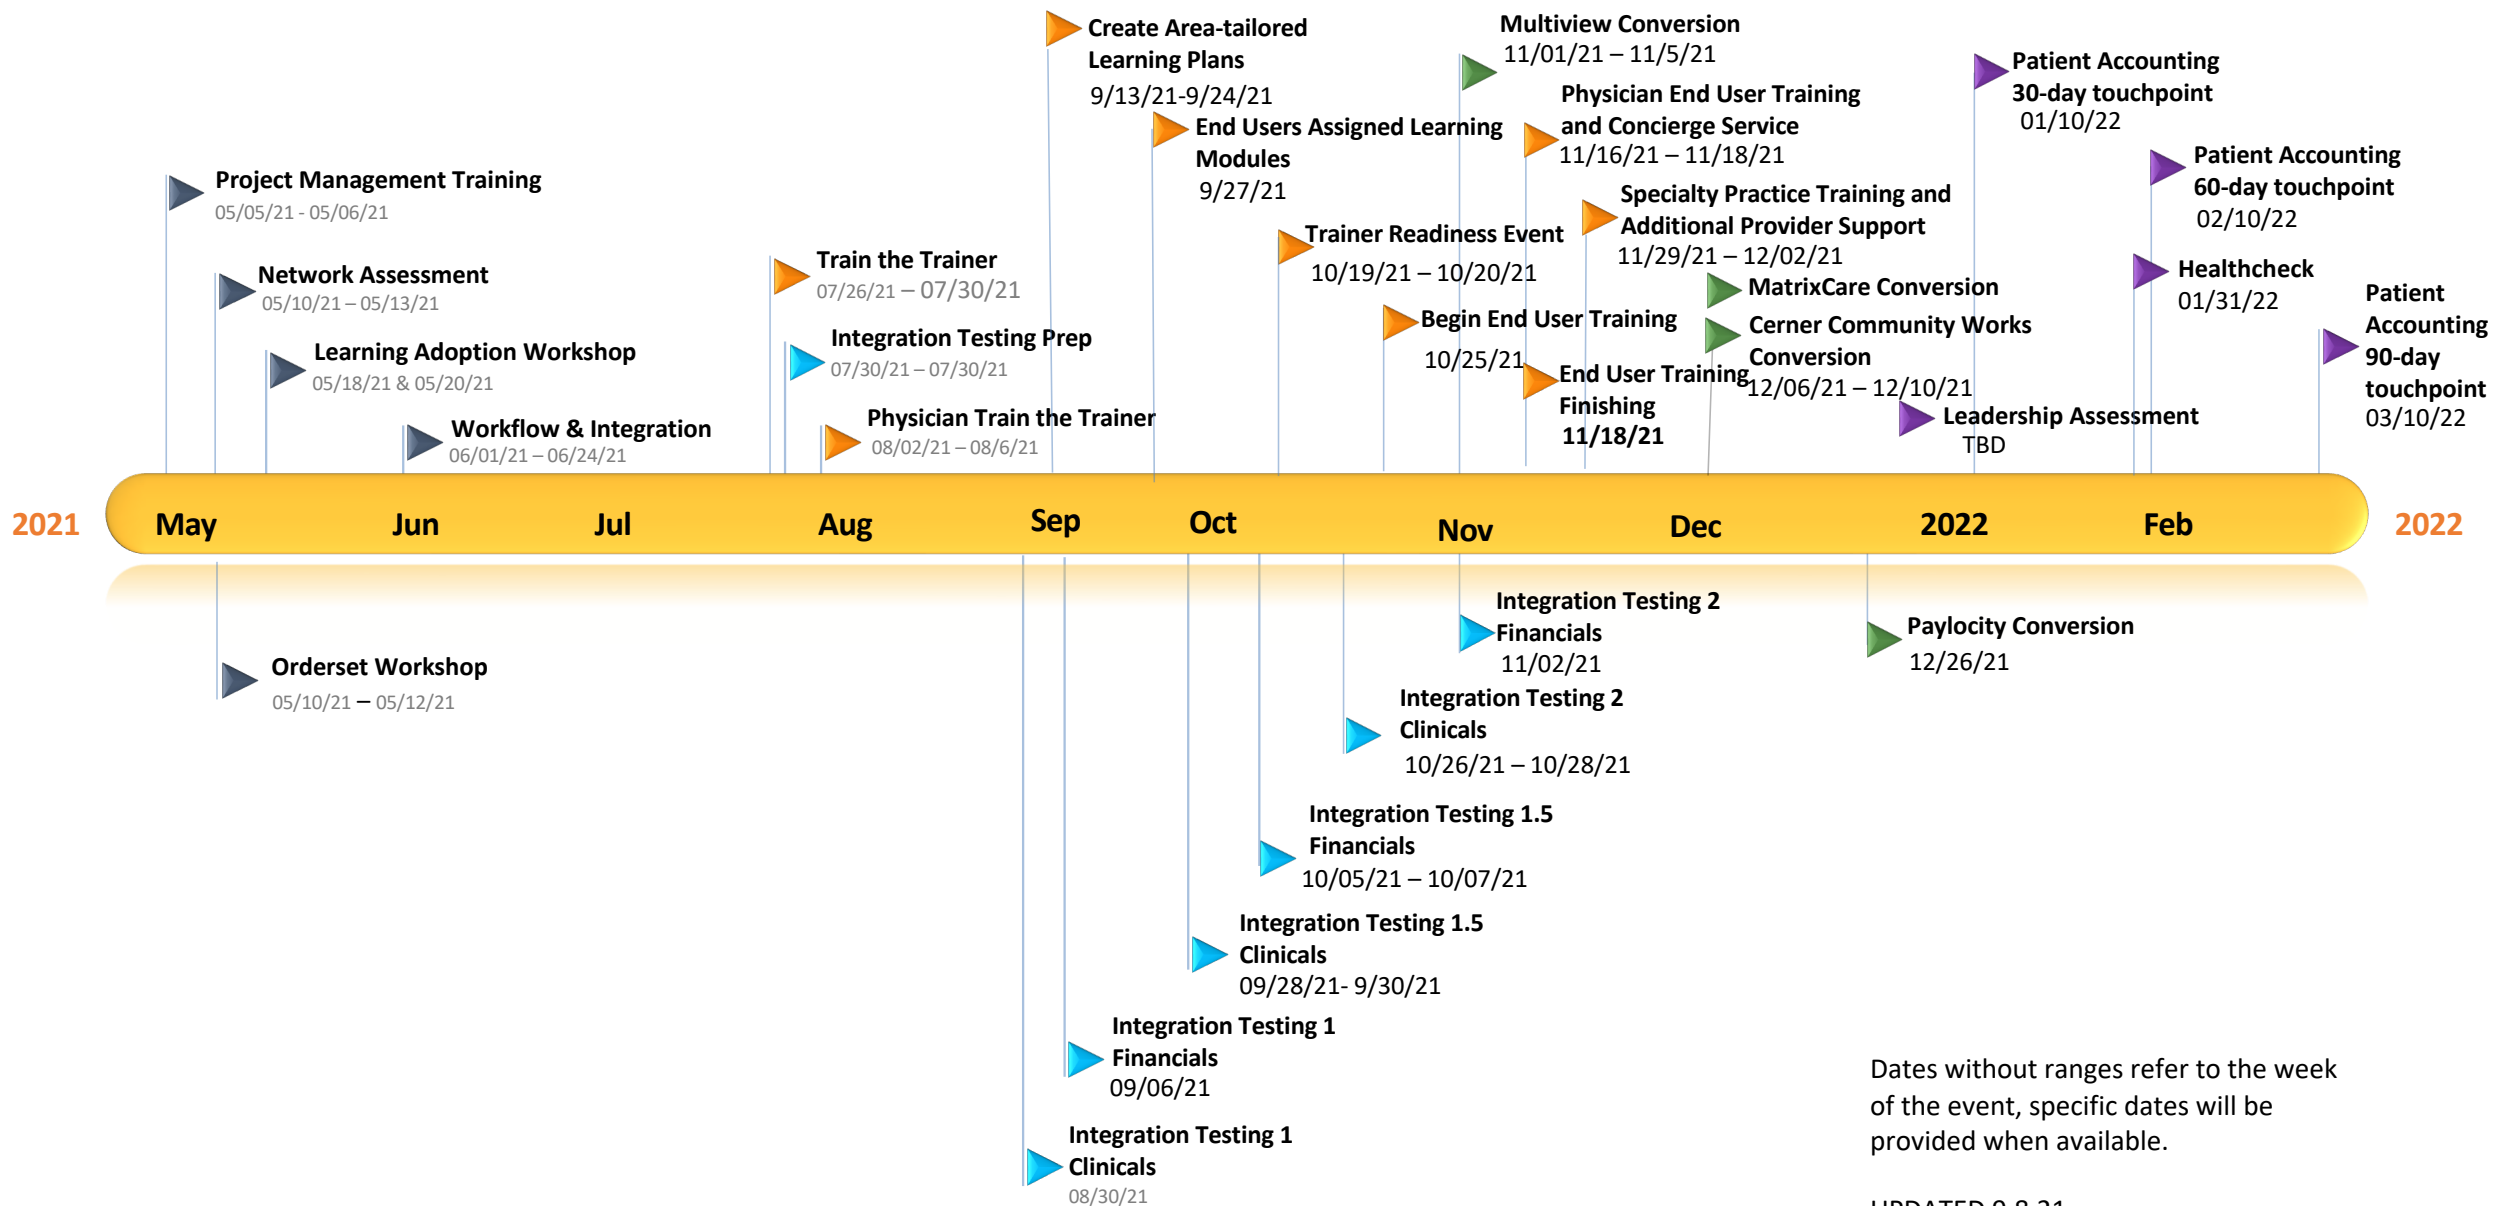 Create Area-tailored
Learning Plans
9/13/21-9/24/21
End Users Assigned Learning
Modules
9/27/21
Multiview Conversion
11/01/21 – 11/5/21
Physician End User Training
and Concierge Service
11/16/21 – 11/18/21
Patient Accounting
30-day touchpoint
01/10/22
Patient Accounting
60-day touchpoint
02/10/22
Project Management Training
05/05/21 - 05/06/21
Specialty Practice Training and
Additional Provider Support
11/29/21 – 12/02/21
Trainer Readiness Event
10/19/21 – 10/20/21
Network Assessment
05/10/21 – 05/13/21
Train the Trainer
07/26/21 – 07/30/21
MatrixCare Conversion
Healthcheck
01/31/22
Patient
Accounting
90-day
touchpoint
03/10/22
Begin End User Training
10/25/21
Cerner Community Works
Conversion
12/06/21 – 12/10/21
Learning Adoption Workshop
05/18/21 & 05/20/21
Integration Testing Prep
07/30/21 – 07/30/21
End User Training
Finishing
11/18/21
Workflow & Integration
06/01/21 – 06/24/21
Physician Train the Trainer
08/02/21 – 08/6/21
Leadership Assessment
TBD
2021 May Jun Jul Aug Sep Oct Nov Dec 2022 Feb 2022
Orderset Workshop
05/10/21 – 05/12/21
Integration Testing 2
Financials
11/02/21
Paylocity Conversion
12/26/21
Integration Testing 2
Clinicals
10/26/21 – 10/28/21
Integration Testing 1.5
Financials
10/05/21 – 10/07/21
Integration Testing 1.5
Clinicals
09/28/21- 9/30/21
Integration Testing 1
Financials
09/06/21
Integration Testing 1
Clinicals
08/30/21
Dates without ranges refer to the week
of the event, specific dates will be
provided when available.
UPDATED 9.8.21